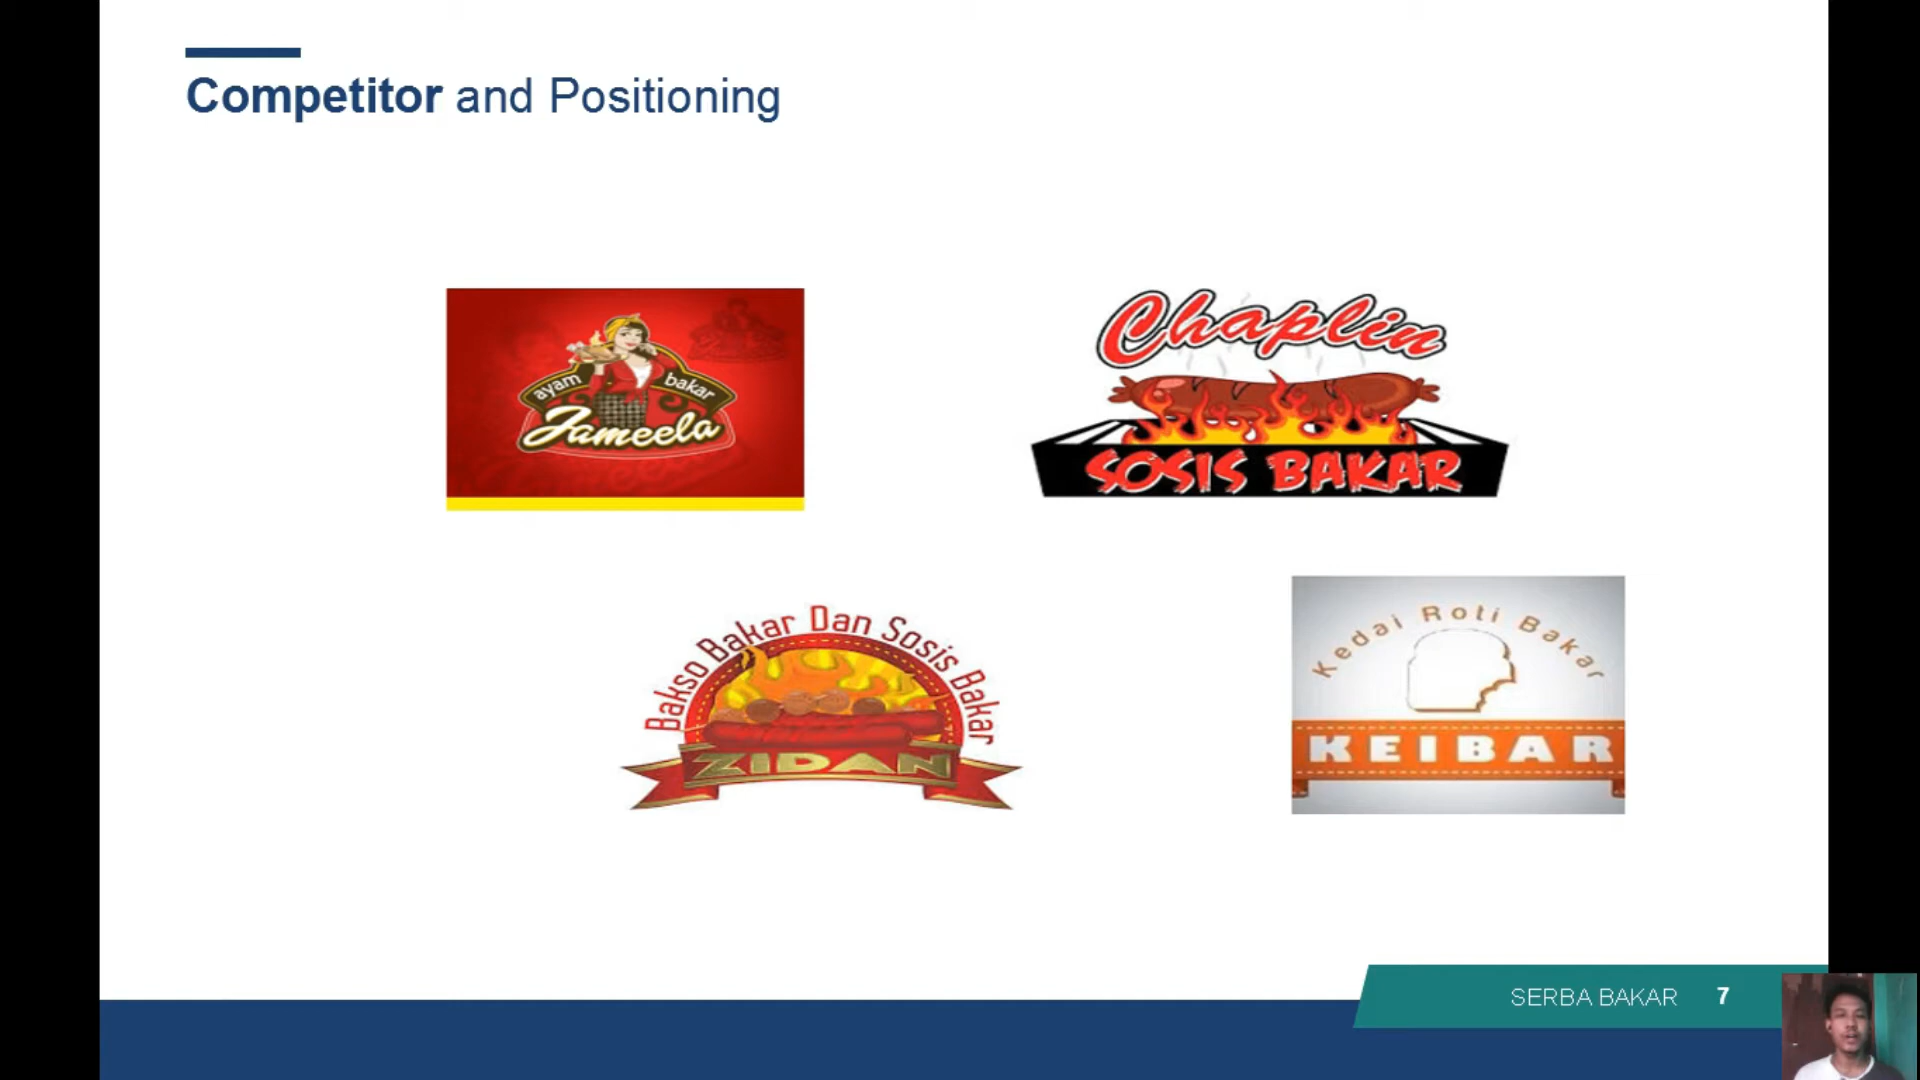 Competitor and Positioning
ayam bakar
Jameela
Chaplin
SOSIS BAKAR
Bakso Bakar Dan Sosis Bakar
ZIDAN
Kedai Roti Bakar
KEIBAR
SERBA BAKAR 7